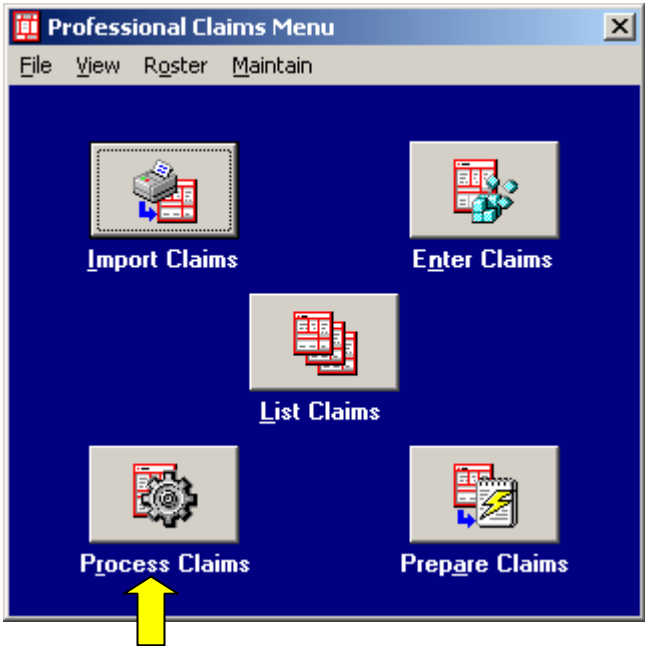 Professional Claims Menu
File View Roster Maintain
Import Claims
Enter Claims
List Claims
Process Claims
Prepare Claims